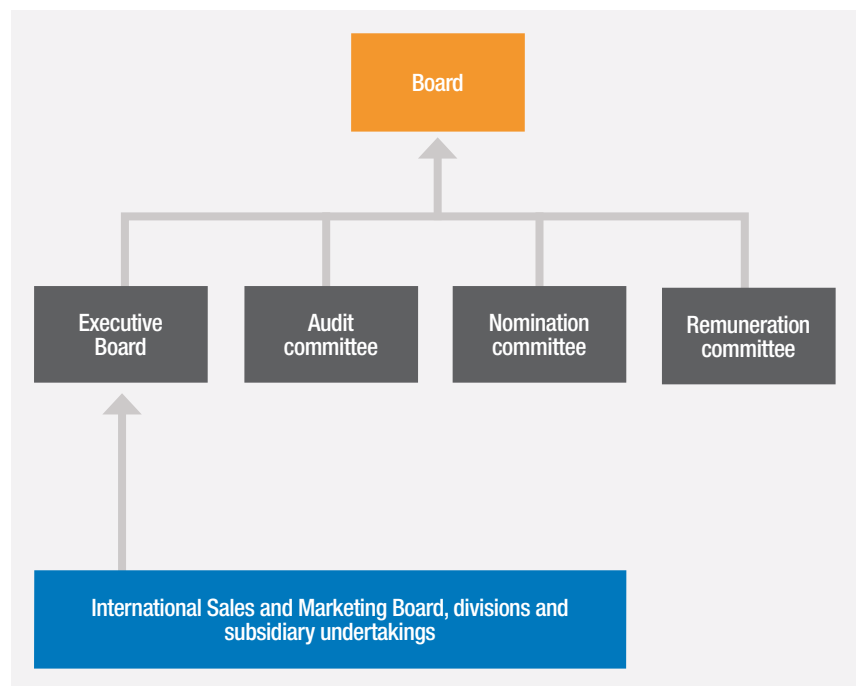 Board
Executive
Board
Audit
committee
Nomination
committee
Remuneration
committee
International Sales and Marketing Board, divisions and
subsidiary undertakings